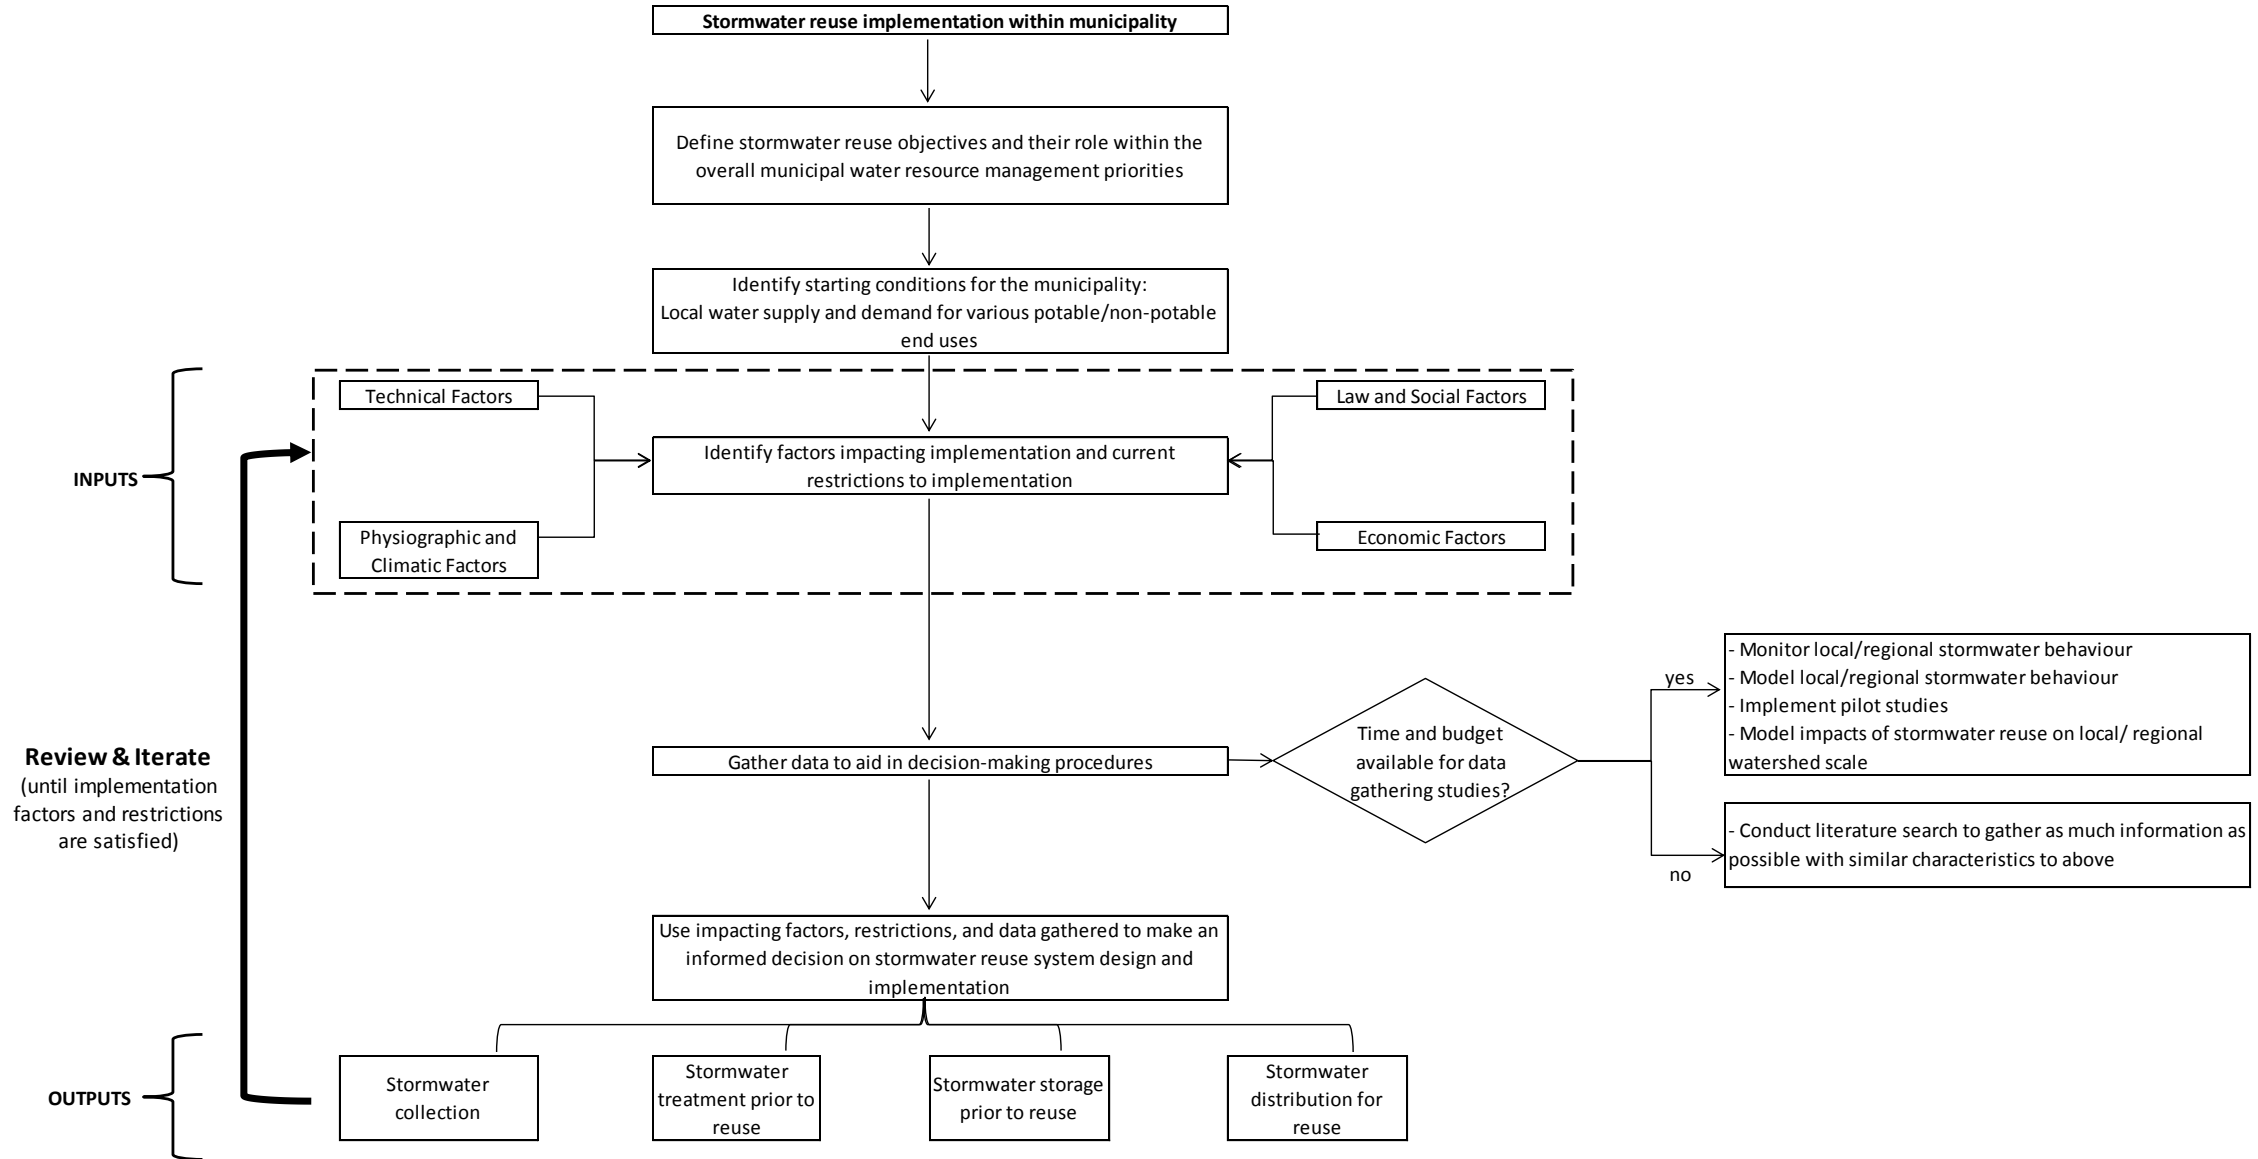 Stormwater reuse implementation within municipality
Define stormwater reuse objectives and their role within the
overall municipal water resource management priorities
Identify starting conditions for the municipality:
Local water supply and demand for various potable/non-potable
end uses
INPUTS
Technical Factors
Law and Social Factors
Identify factors impacting implementation and current
restrictions to implementation
Physiographic and
Climatic Factors
Economic Factors
Review & Iterate
(until implementation
factors and restrictions
are satisfied)
Gather data to aid in decision-making procedures
Time and budget
available for data
gathering studies?
yes
- Monitor local/regional stormwater behaviour
- Model local/regional stormwater behaviour
- Implement pilot studies
- Model impacts of stormwater reuse on local/ regional
watershed scale
no
- Conduct literature search to gather as much information as
possible with similar characteristics to above
Use impacting factors, restrictions, and data gathered to make an
informed decision on stormwater reuse system design and
implementation
OUTPUTS
Stormwater
collection
Stormwater
treatment prior to
reuse
Stormwater storage
prior to reuse
Stormwater
distribution for
reuse